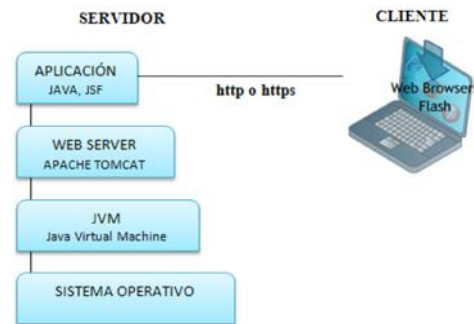 SERVIDOR
CLIENTE
APLICACIÓN
JAVA, JSF
http o https
Web Browser
Flash
WEB SERVER
APACHE TOMCAT
JVM
Java Virtual Machine
SISTEMA OPERATIVO